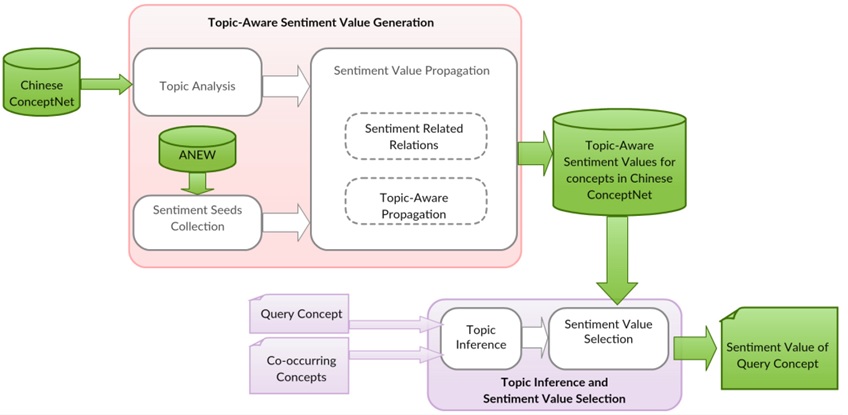 Topic-Aware Sentiment Value Generation
Chinese
ConceptNet
Topic Analysis
Sentiment Value Propagation
ANEW
Sentiment Related
Relations
Sentiment Seeds
Collection
Topic-Aware
Propagation
Topic-Aware
Sentiment Values for
concepts in Chinese
ConceptNet
Query Concept
Co-occurring
Concepts
Topic
Inference
Sentiment Value
Selection
Topic Inference and
Sentiment Value Selection
Sentiment Value of
Query Concept